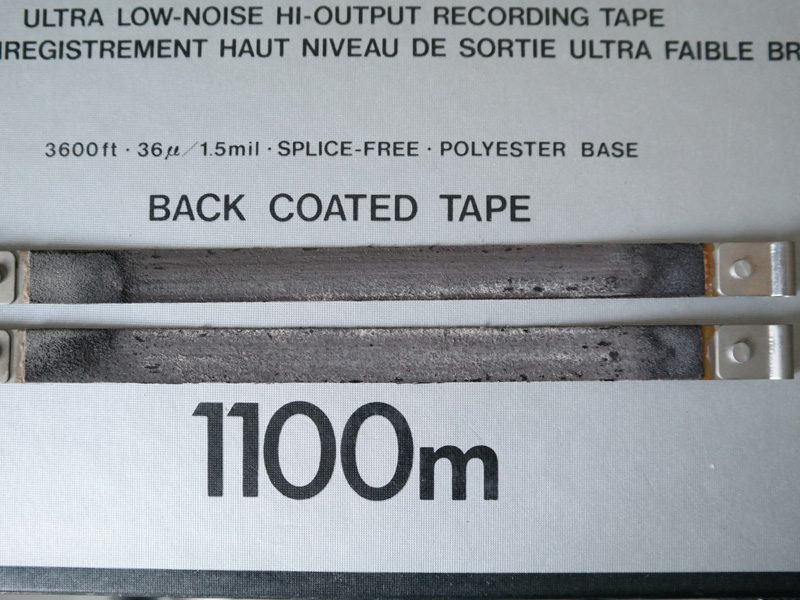 ULTRA LOW-NOISE HI-OUTPUT RECORDING TAPE
HAUT NIVEAU DE SORTIE ULTRA FAIBLE
3600ft · 36μ/1.5mil · SPLICE-FREE · POLYESTER BASE
BACK COATED TAPE
1100m